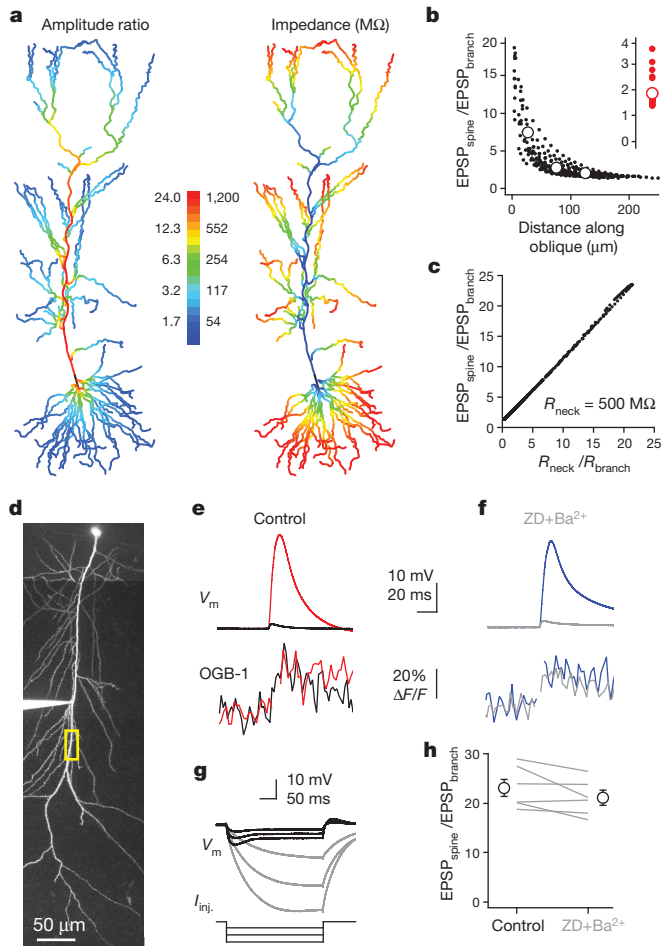 a
Amplitude ratio
Impedance (MΩ)
24.0
1,200
12.3
552
6.3
254
3.2
117
1.7
54
b
EPSPspine/EPSPbranch
20
15
10
5
0
4
3
2
1
0
0
100
200
Distance along
oblique (μm)
c
EPSPspine/EPSPbranch
25
20
15
10
5
0
Rneck = 500 MΩ
0
5
10
15
20
25
Rneck/Rbranch
d
50 μm
e
Control
Vm
10 mV
20 ms
OGB-1
20%
ΔF/F
f
ZD+Ba2+
g
10 mV
50 ms
Vm
Iinj.
h
EPSPspine/EPSPbranch
30
20
10
0
Control
ZD+Ba2+